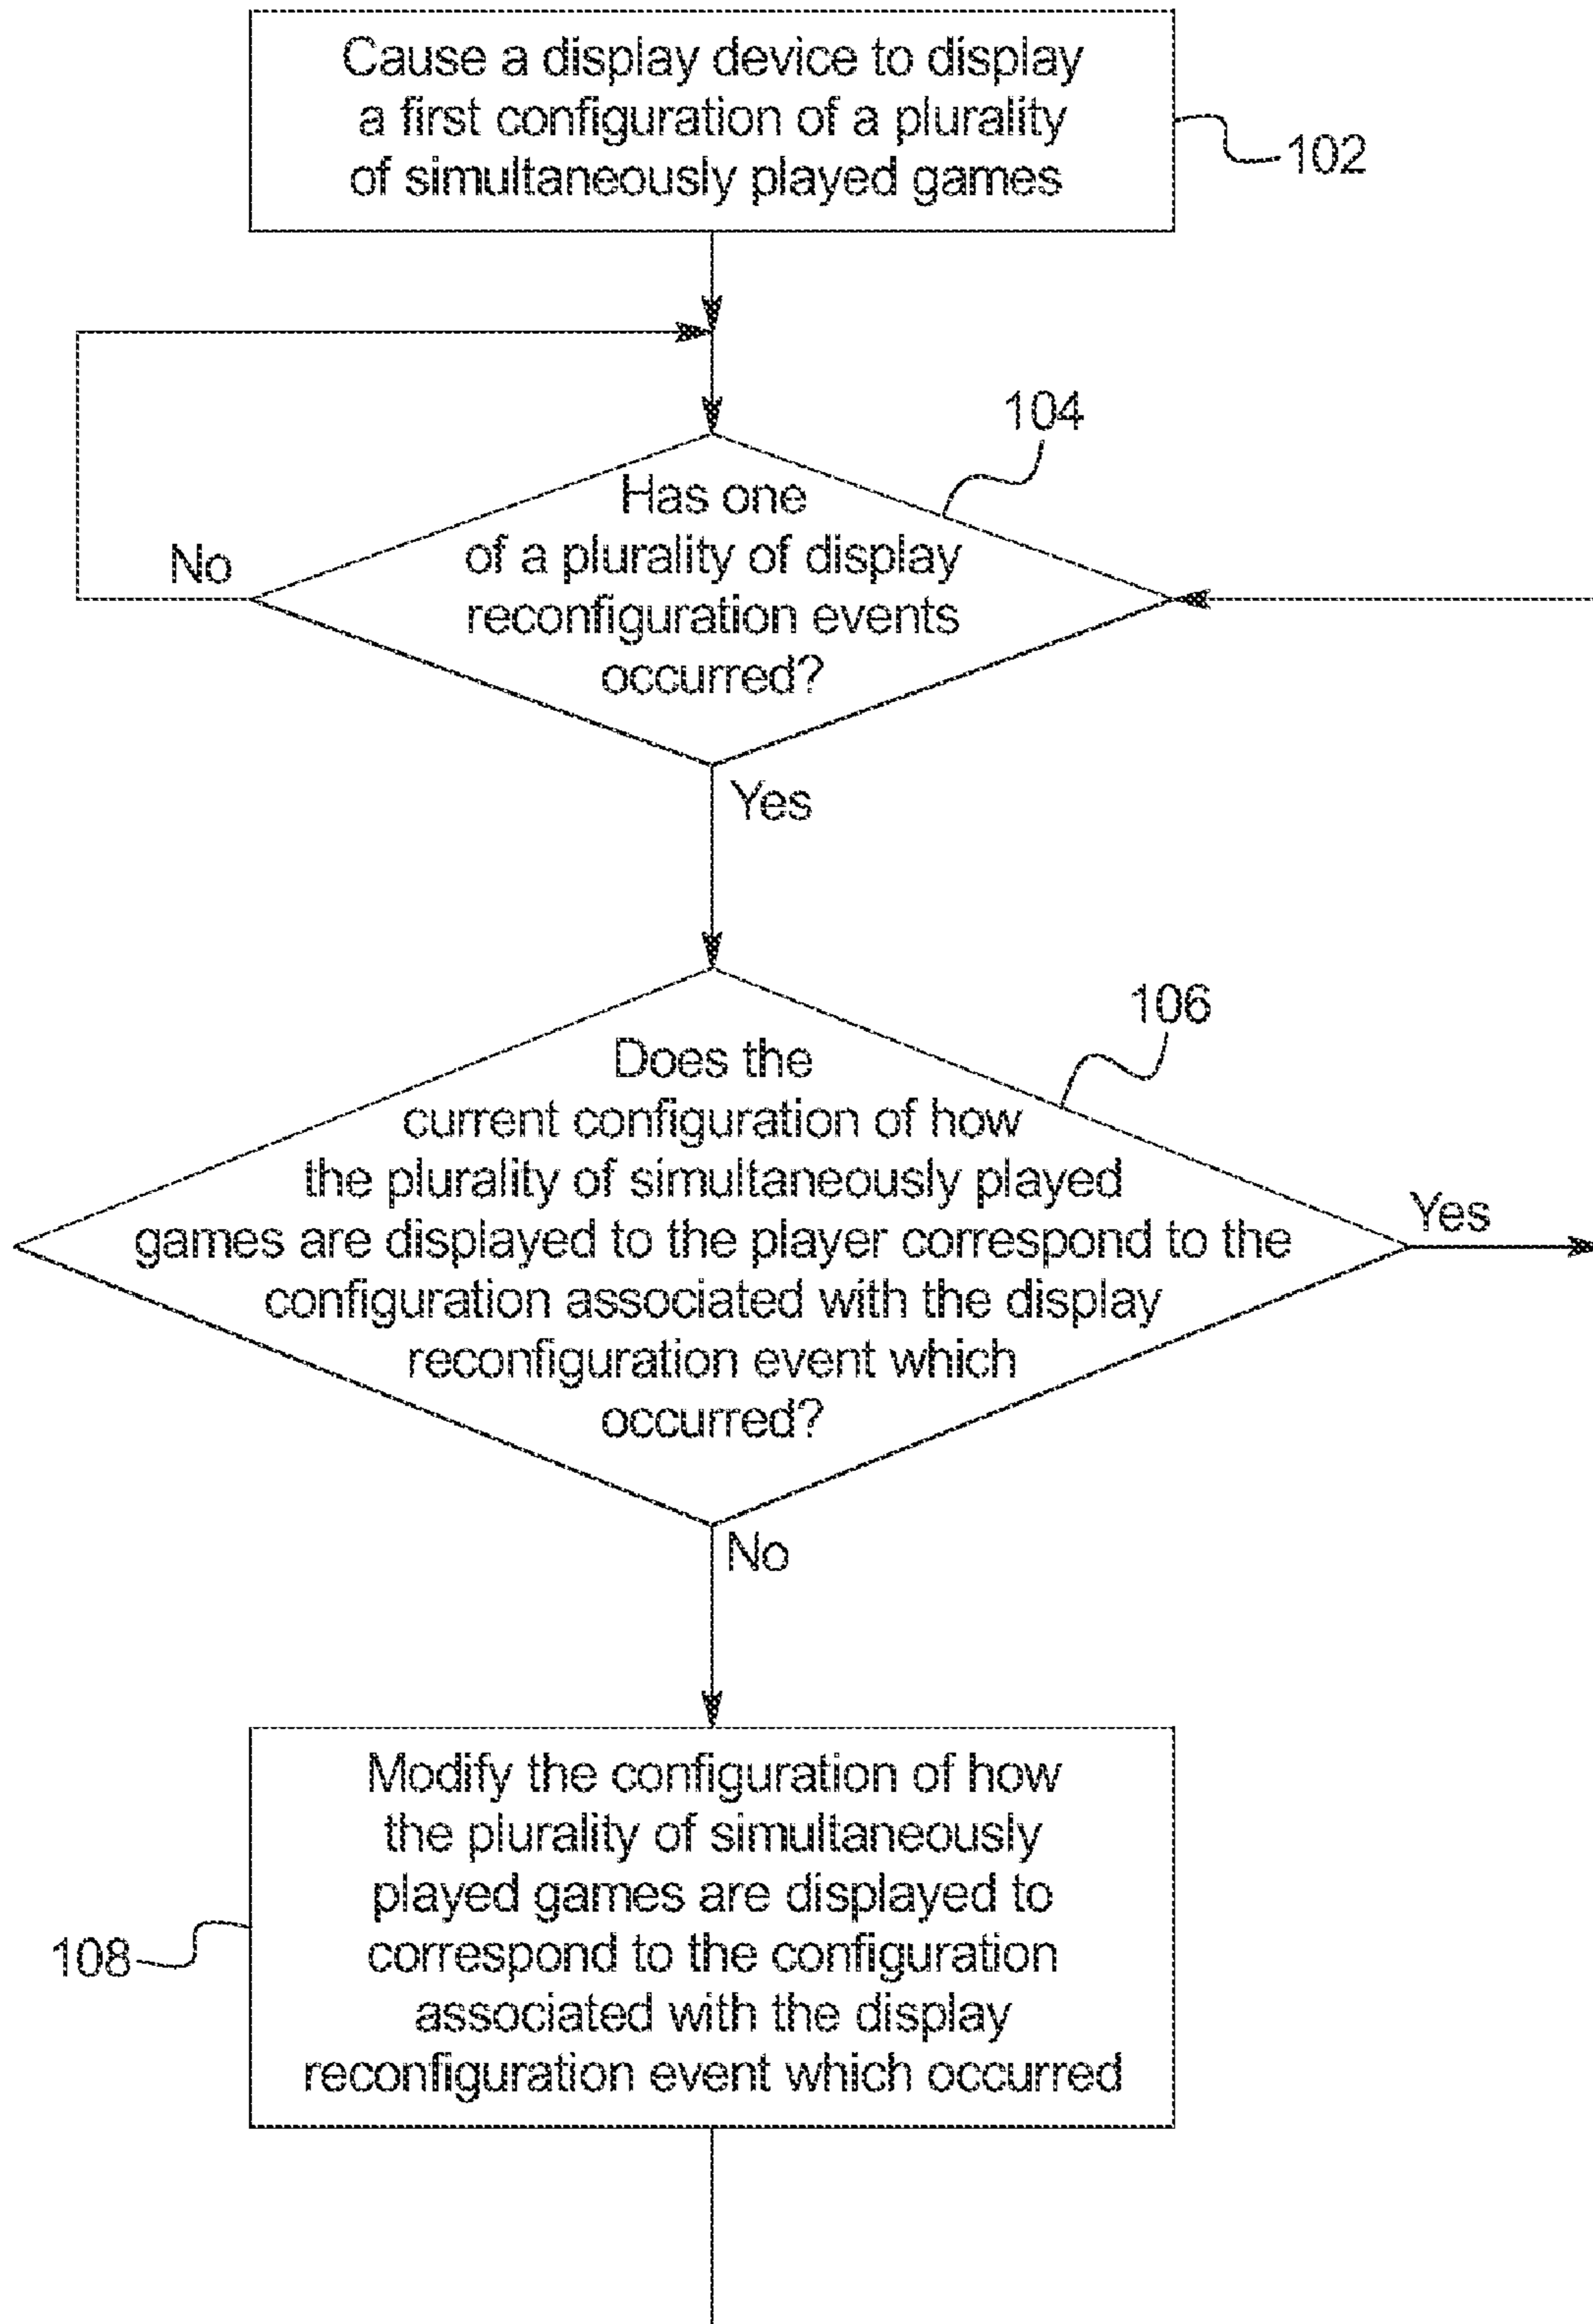 Cause a display device to display
a first configuration of a plurality
of simultaneously played games
102
104
Has one
of a plurality of display
reconfiguration events
occurred?
No
Yes
106
Does the
current configuration of how
the plurality of simultaneously played
games are displayed to the player correspond to the
configuration associated with the display
reconfiguration event which
occurred?
Yes
No
Modify the configuration of how
the plurality of simultaneously
played games are displayed to
correspond to the configuration
associated with the display
reconfiguration event which occurred
108